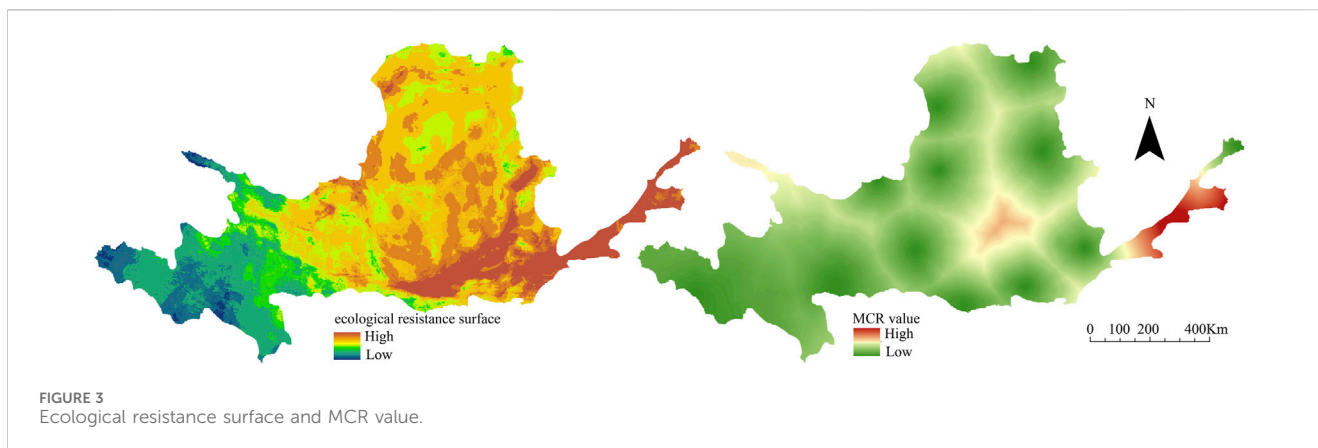 N
ecological resistance surface
High
Low
MCR value
High
Low
0 100 200 400Km
FIGURE 3
Ecological resistance surface and MCR value.